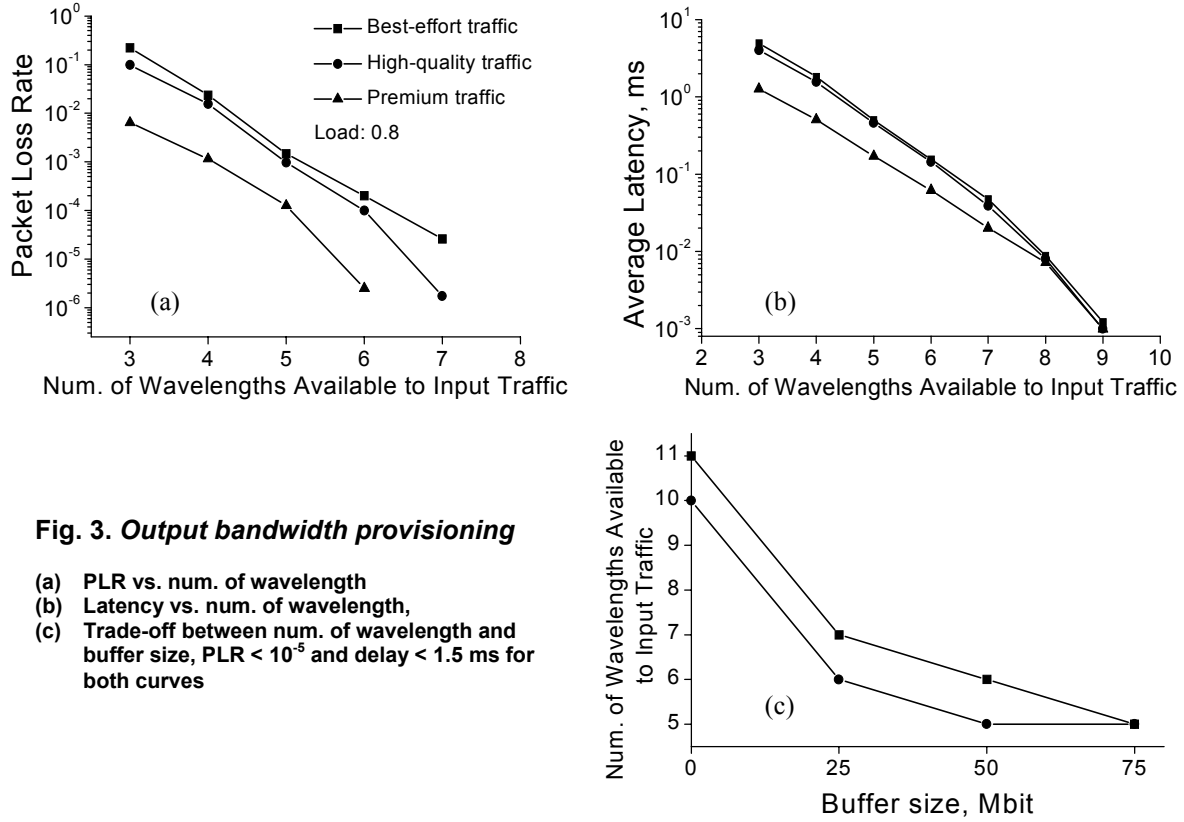 10^0
10^-1
10^-2
10^-3
10^-4
10^-5
10^-6
Packet Loss Rate
Best-effort traffic
High-quality traffic
Premium traffic
Load: 0.8
(a)
3 4 5 6 7 8
Num. of Wavelengths Available to Input Traffic
10^1
10^0
10^-1
10^-2
10^-3
Average Latency, ms
(b)
2 3 4 5 6 7 8 9 10
Num. of Wavelengths Available to Input Traffic
Fig. 3. Output bandwidth provisioning
(a) PLR vs. num. of wavelength
(b) Latency vs. num. of wavelength,
(c) Trade-off between num. of wavelength and
buffer size, PLR < 10^-5 and delay < 1.5 ms for
both curves
Num. of Wavelengths Available
to Input Traffic
11
10
9
8
7
6
5
(c)
0 25 50 75
Buffer size, Mbit